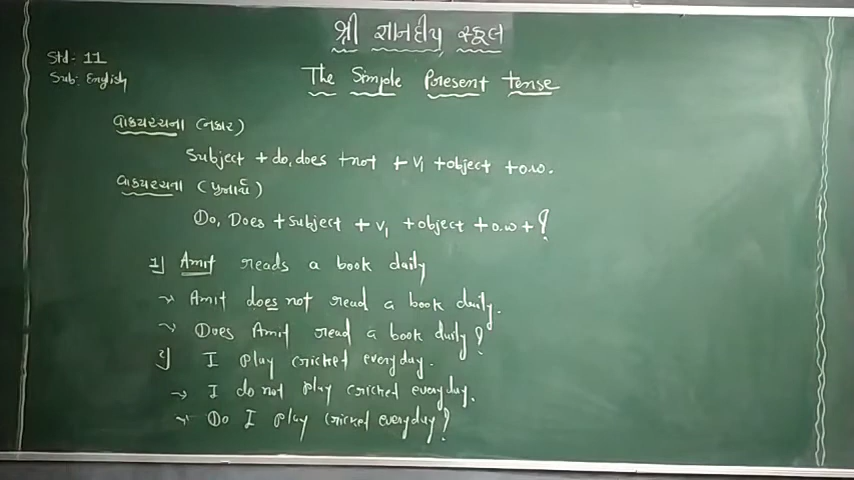 શ્રી જ્ઞાનદીપ સ્કૂલ
Std:- 11
Sub: English
The Simple Present tense
વાક્યરચના (નકાર)
Subject + do, does + not + V1 + object + o.w.
વાક્યરચના (પ્રશ્નાર્થ)
Do, Does + subject + V1 + object + o.w + ?
1) Amit reads a book daily
→ Amit does not read a book daily.
→ Does Amit read a book daily?
૨) I play cricket everyday.
→ I do not play cricket everyday.
→ Do I play cricket everyday?